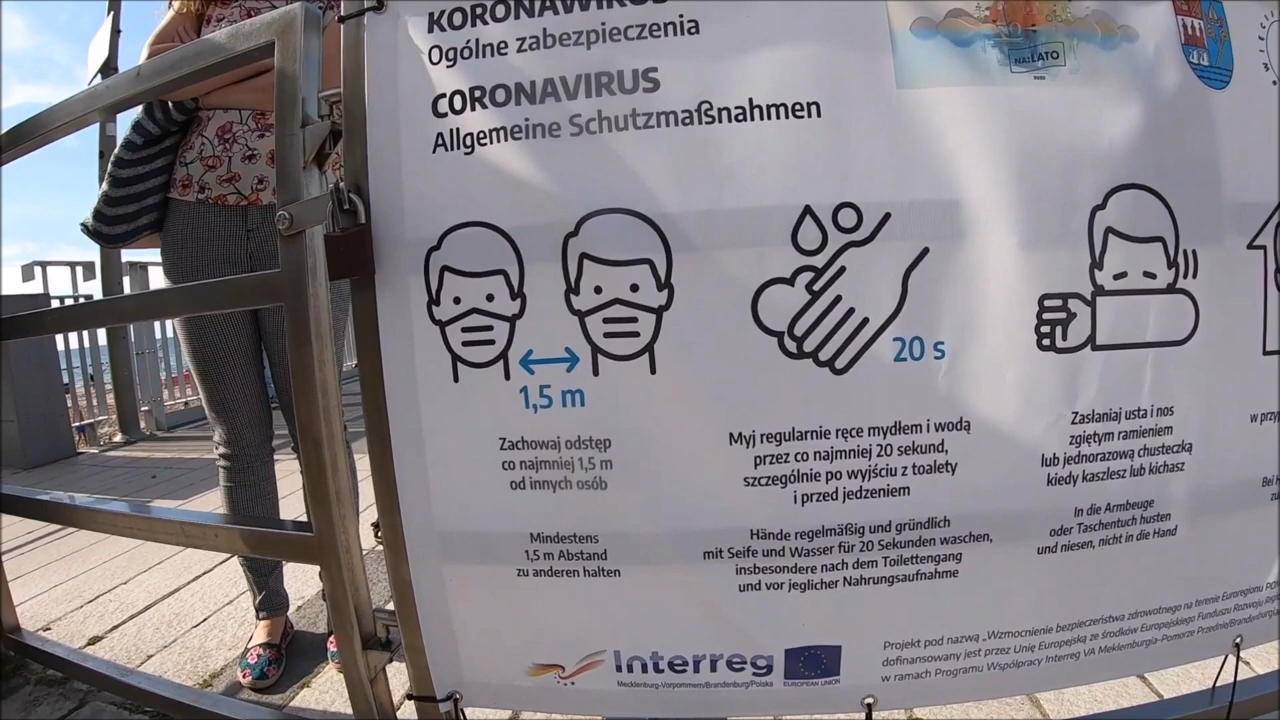 KORONAWIRUS
Ogólne zabezpieczenia
CORONAVIRUS
Allgemeine Schutzmaßnahmen
NA:LATO
1,5 m
20 s
Zachowaj odstęp
co najmniej 1,5 m
od innych osób
Mindestens
1,5 m Abstand
zu anderen halten
Myj regularnie ręce mydłem i wodą
przez co najmniej 20 sekund,
szczególnie po wyjściu z toalety
i przed jedzeniem
Hände regelmäßig und gründlich
mit Seife und Wasser für 20 Sekunden waschen,
insbesondere nach dem Toilettengang
und vor jeglicher Nahrungsaufnahme
Zasłaniaj usta i nos
zgiętym ramieniem
lub jednorazową chusteczką
kiedy kaszlesz lub kichasz
In die Armbeuge
oder Taschentuch husten
und niesen, nicht in die Hand
w
Bei
Interreg
Mecklenburg-Vorpommern/Brandenburg/Polska
EUROPEAN UNION
Projekt pod nazwą „Wzmocnienie bezpieczeństwa zdrowotnego na terenie Euroregionu
dofinansowany jest przez Unię Europejską ze środków Europejskiego Funduszu Rozwoju
w ramach Programu Współpracy Interreg VA Meklemburgia-Pomorze Przednie/Brandenburgia